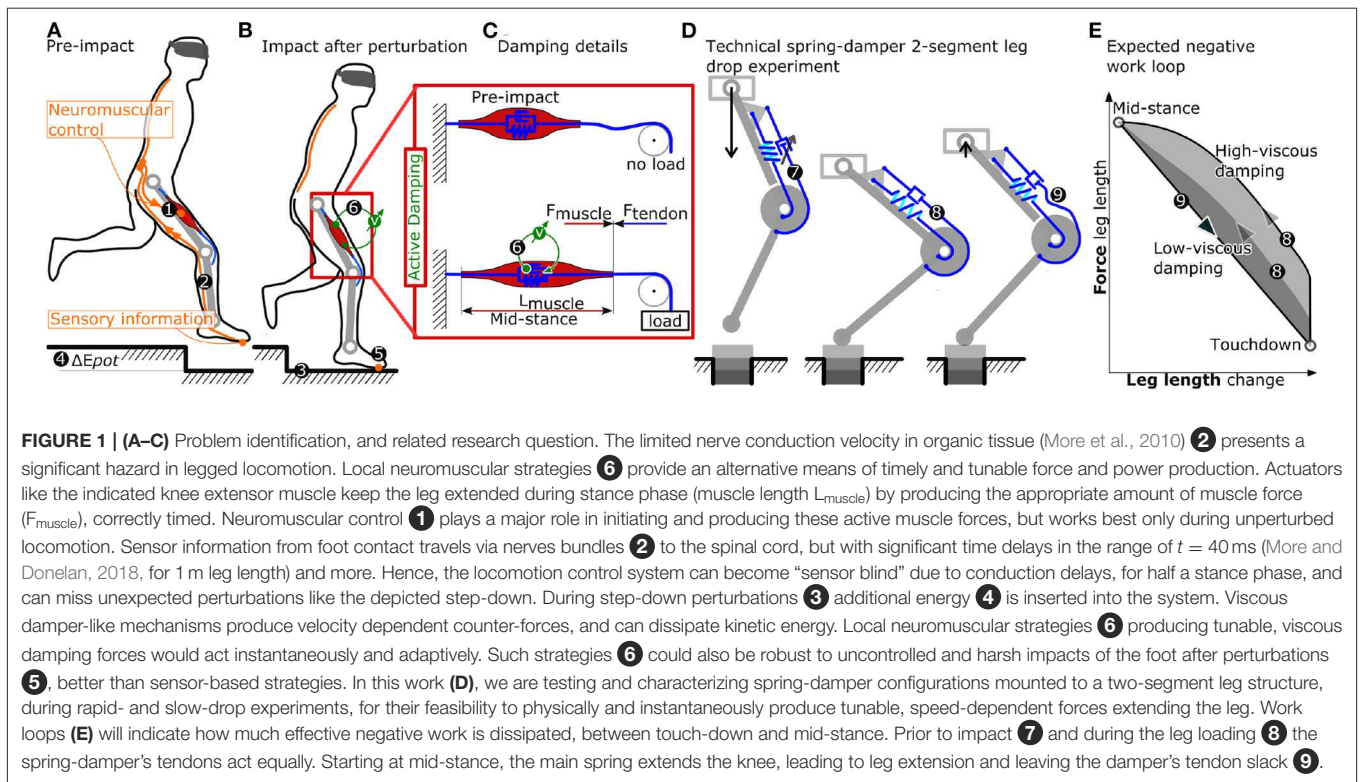 A
Pre-impact
Neuromuscular
control
1
2
Sensory information
4 ΔEpot
B
Impact after perturbation
6
V
3
5
C
Damping details
Active Damping
Pre-impact
no load
Fmuscle Ftendon
6
V
Lmuscle
Mid-stance
load
D
Technical spring-damper 2-segment leg
drop experiment
7
8
9
E
Expected negative
work loop
Mid-stance
High-viscous
damping
9
8
Low-viscous
damping
8
Touchdown
Force leg length
Leg length change
FIGURE 1 | (A–C) Problem identification, and related research question. The limited nerve conduction velocity in organic tissue (More et al., 2010) 2 presents a
significant hazard in legged locomotion. Local neuromuscular strategies 6 provide an alternative means of timely and tunable force and power production. Actuators
like the indicated knee extensor muscle keep the leg extended during stance phase (muscle length Lmuscle) by producing the appropriate amount of muscle force
(Fmuscle), correctly timed. Neuromuscular control 1 plays a major role in initiating and producing these active muscle forces, but works best only during unperturbed
locomotion. Sensor information from foot contact travels via nerves bundles 2 to the spinal cord, but with significant time delays in the range of t = 40 ms (More and
Donelan, 2018, for 1 m leg length) and more. Hence, the locomotion control system can become “sensor blind” due to conduction delays, for half a stance phase, and
can miss unexpected perturbations like the depicted step-down. During step-down perturbations 3 additional energy 4 is inserted into the system. Viscous
damper-like mechanisms produce velocity dependent counter-forces, and can dissipate kinetic energy. Local neuromuscular strategies 6 producing tunable, viscous
damping forces would act instantaneously and adaptively. Such strategies 6 could also be robust to uncontrolled and harsh impacts of the foot after perturbations
5, better than sensor-based strategies. In this work (D), we are testing and characterizing spring-damper configurations mounted to a two-segment leg structure,
during rapid- and slow-drop experiments, for their feasibility to physically and instantaneously produce tunable, speed-dependent forces extending the leg. Work
loops (E) will indicate how much effective negative work is dissipated, between touch-down and mid-stance. Prior to impact 7 and during the leg loading 8 the
spring-damper’s tendons act equally. Starting at mid-stance, the main spring extends the knee, leading to leg extension and leaving the damper’s tendon slack 9.